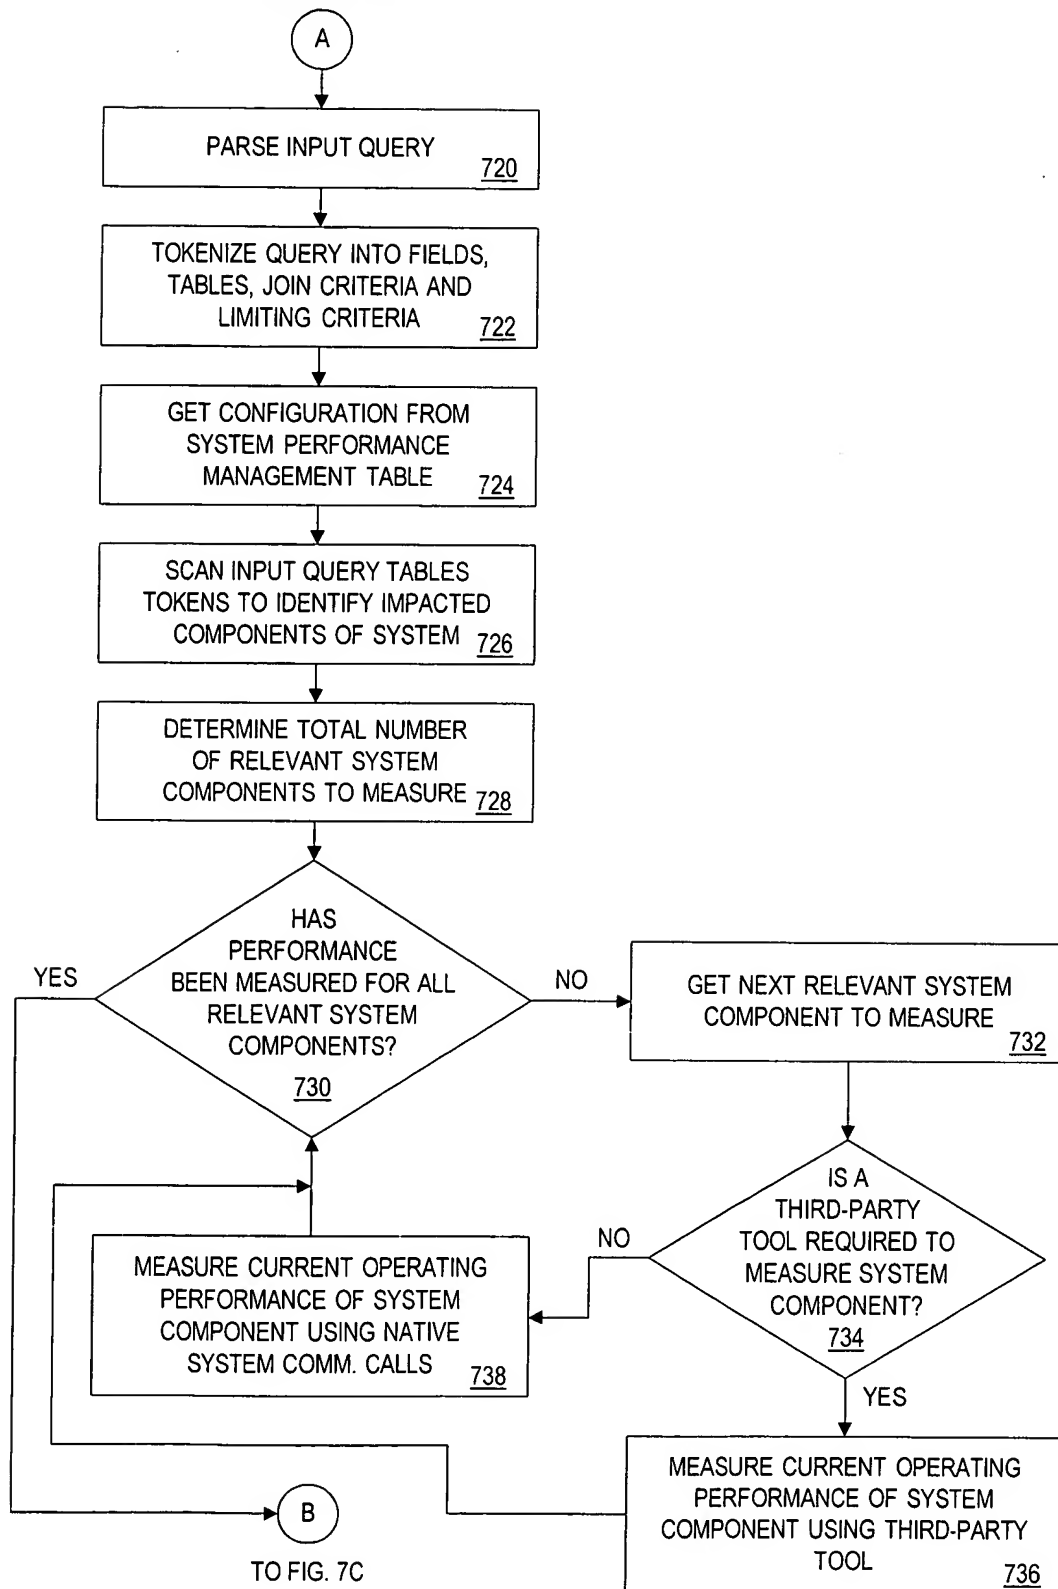 A
PARSE INPUT QUERY
720
TOKENIZE QUERY INTO FIELDS,
TABLES, JOIN CRITERIA AND
LIMITING CRITERIA
722
GET CONFIGURATION FROM
SYSTEM PERFORMANCE
MANAGEMENT TABLE
724
SCAN INPUT QUERY TABLES
TOKENS TO IDENTIFY IMPACTED
COMPONENTS OF SYSTEM
726
DETERMINE TOTAL NUMBER
OF RELEVANT SYSTEM
COMPONENTS TO MEASURE
728
HAS
PERFORMANCE
BEEN MEASURED FOR ALL
RELEVANT SYSTEM
COMPONENTS?
730
YES
NO
GET NEXT RELEVANT SYSTEM
COMPONENT TO MEASURE
732
IS A
THIRD-PARTY
TOOL REQUIRED TO
MEASURE SYSTEM
COMPONENT?
734
NO
YES
MEASURE CURRENT OPERATING
PERFORMANCE OF SYSTEM
COMPONENT USING NATIVE
SYSTEM COMM. CALLS
738
MEASURE CURRENT OPERATING
PERFORMANCE OF SYSTEM
COMPONENT USING THIRD-PARTY
TOOL
736
B
TO FIG. 7C